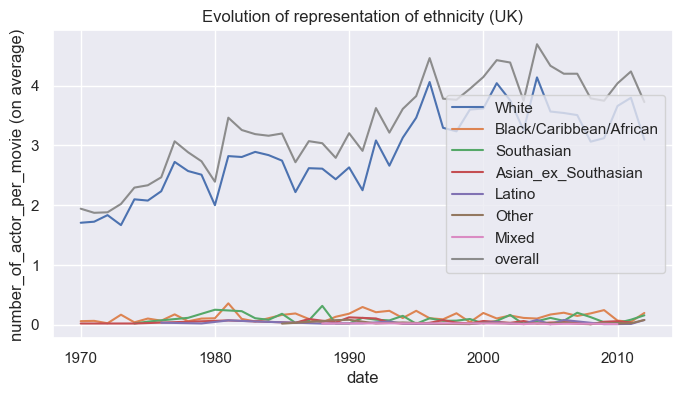 Evolution of representation of ethnicity (UK)
number_of_actor_per_movie (on average)
4
3
2
1
0
White
Black/Caribbean/African
Southasian
Asian_ex_Southasian
Latino
Other
Mixed
overall
1970 1980 1990 2000 2010
date